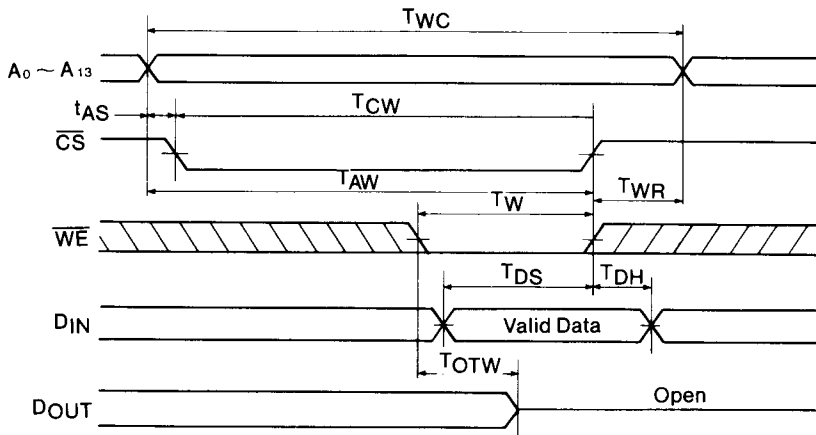 TWC
A0 ~ A13
tAS
TCW
CS
TAW
TWR
TW
WE
TDS
TDH
DIN
Valid Data
TOTW
Open
DOUT